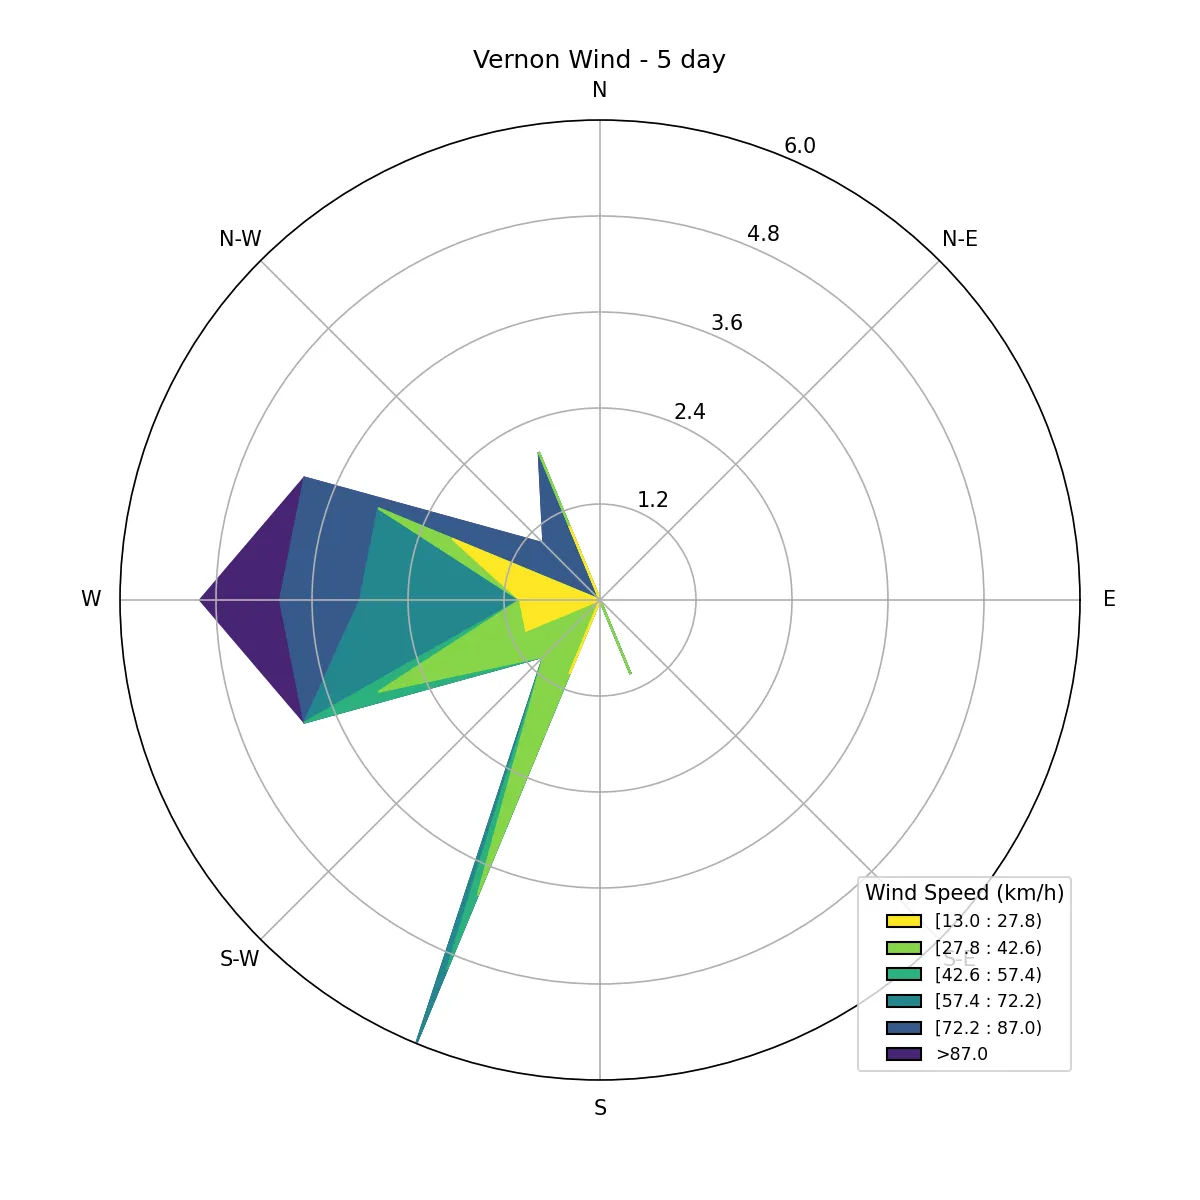 Vernon Wind - 5 day
N
6.0
N-W
4.8
N-E
3.6
2.4
1.2
W
E
S-W
S-E
S
Wind Speed (km/h)
[13.0 : 27.8)
[27.8 : 42.6)
[42.6 : 57.4)
[57.4 : 72.2)
[72.2 : 87.0)
>87.0